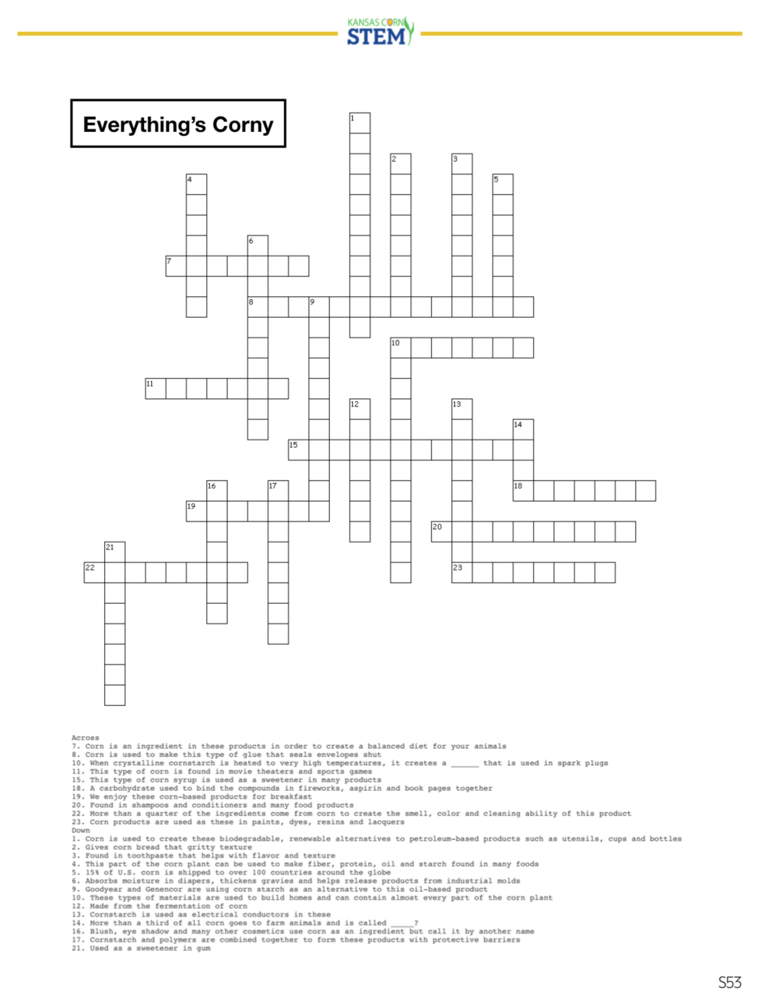 KANSAS CORN
STEM
Everything's Corny
1
2
3
4
5
6
7
8
9
10
11
12
13
14
15
16
17
18
19
20
21
22
23
Across
7. Corn is an ingredient in these products in order to create a balanced diet for your animals
8. Corn is used to make this type of glue that seals envelopes shut
10. When crystalline cornstarch is heated to very high temperatures, it creates a ______ that is used in spark plugs
11. This type of corn is found in movie theaters and sports games
15. This type of corn syrup is used as a sweetener in many products
18. A carbohydrate used to bind the compounds in fireworks, aspirin and book pages together
19. We enjoy these corn-based products for breakfast
20. Found in shampoos and conditioners and many food products
22. More than a quarter of the ingredients come from corn to create the smell, color and cleaning ability of this product
23. Corn products are used as these in paints, dyes, resins and lacquers
Down
1. Corn is used to create these biodegradable, renewable alternatives to petroleum-based products such as utensils, cups and bottles
2. Gives corn bread that gritty texture
3. Found in toothpaste that helps with flavor and texture
4. This part of the corn plant can be used to make fiber, protein, oil and starch found in many foods
5. 15% of U.S. corn is shipped to over 100 countries around the globe
6. Absorbs moisture in diapers, thickens gravies and helps release products from industrial molds
9. Goodyear and Genencor are using corn starch as an alternative to this oil-based product
10. These types of materials are used to build homes and can contain almost every part of the corn plant
12. Made from the fermentation of corn
13. Cornstarch is used as electrical conductors in these
14. More than a third of all corn goes to farm animals and is called _____?
16. Blush, eye shadow and many other cosmetics use corn as an ingredient but call it by another name
17. Cornstarch and polymers are combined together to form these products with protective barriers
21. Used as a sweetener in gum
S53